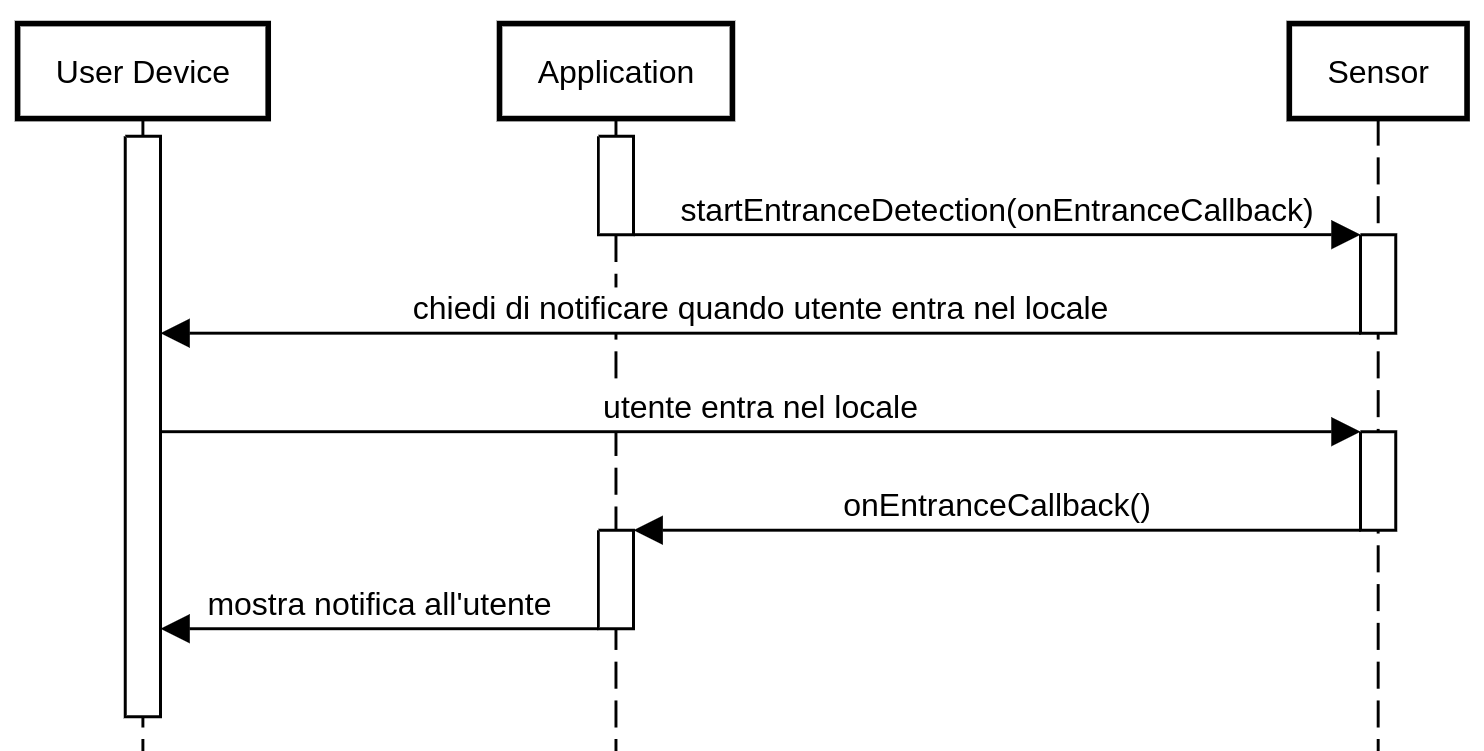 User Device
Application
Sensor
startEntranceDetection(onEntranceCallback)
chiedi di notificare quando utente entra nel locale
utente entra nel locale
onEntranceCallback()
mostra notifica all'utente